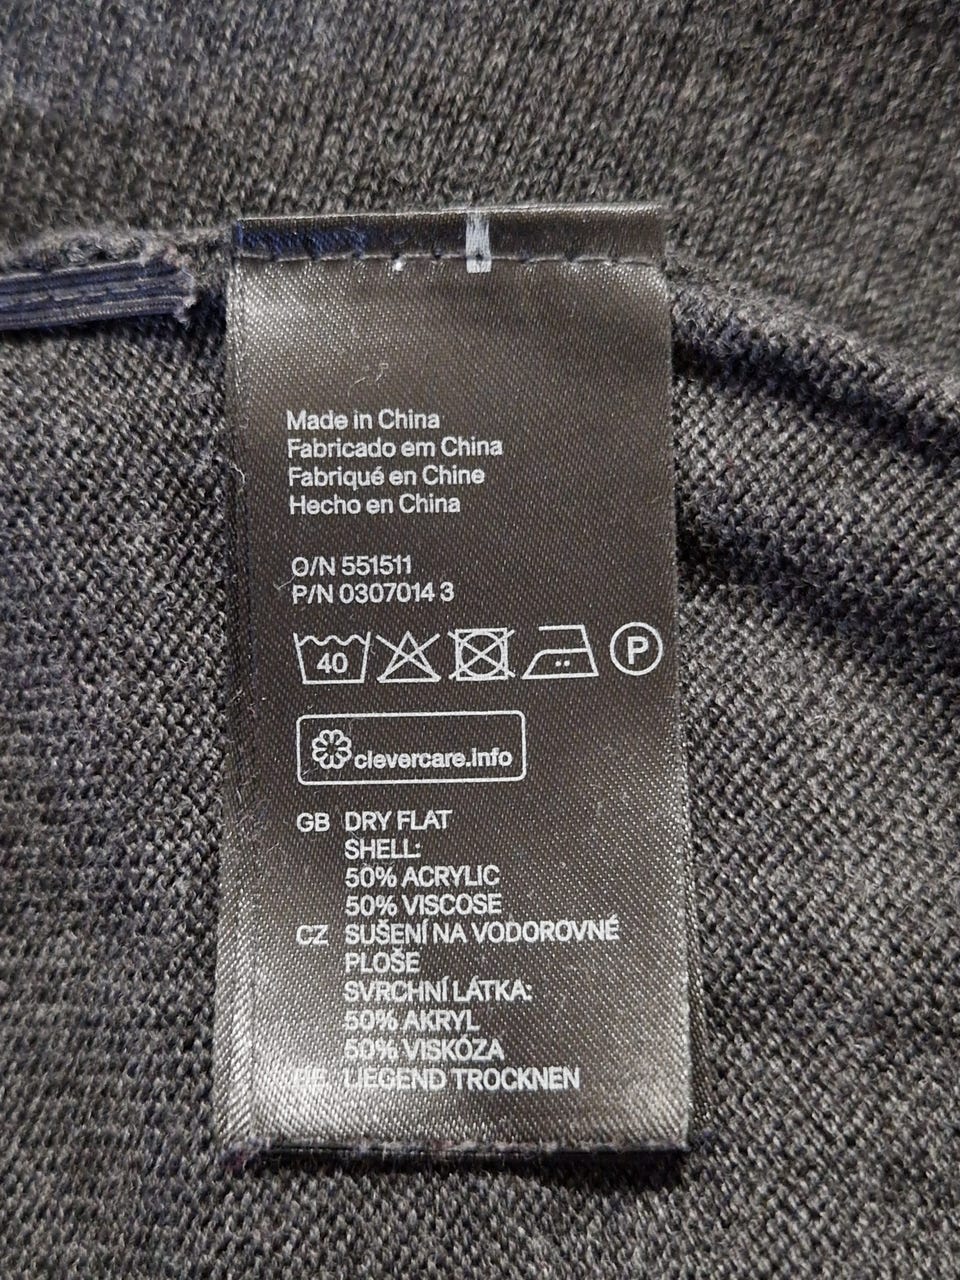 Made in China
Fabricado em China
Fabriqué en Chine
Hecho en China
O/N 551511
P/N 0307014 3
40 P
clevercare.info
GB DRY FLAT
SHELL:
50% ACRYLIC
50% VISCOSE
CZ SUŠENÍ NA VODOROVNÉ
PLOŠE
SVRCHNÍ LÁTKA:
50% AKRYL
50% VISKÓZA
LIEGEND TROCKNEN